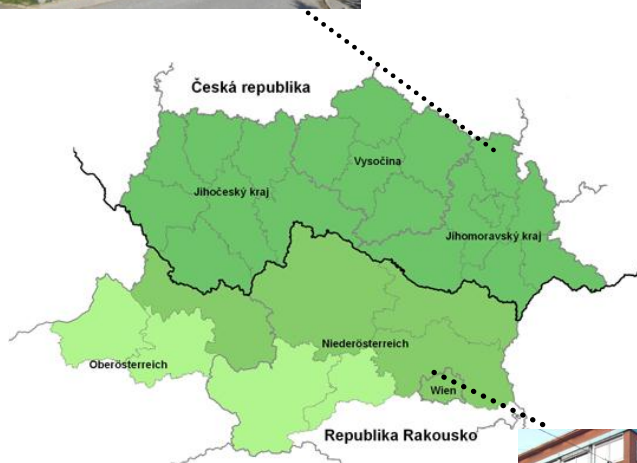 Česká republika
Vysočina
Jihočeský kraj
Jihomoravský kraj
Niederösterreich
Oberösterreich
Wien
Republika Rakousko